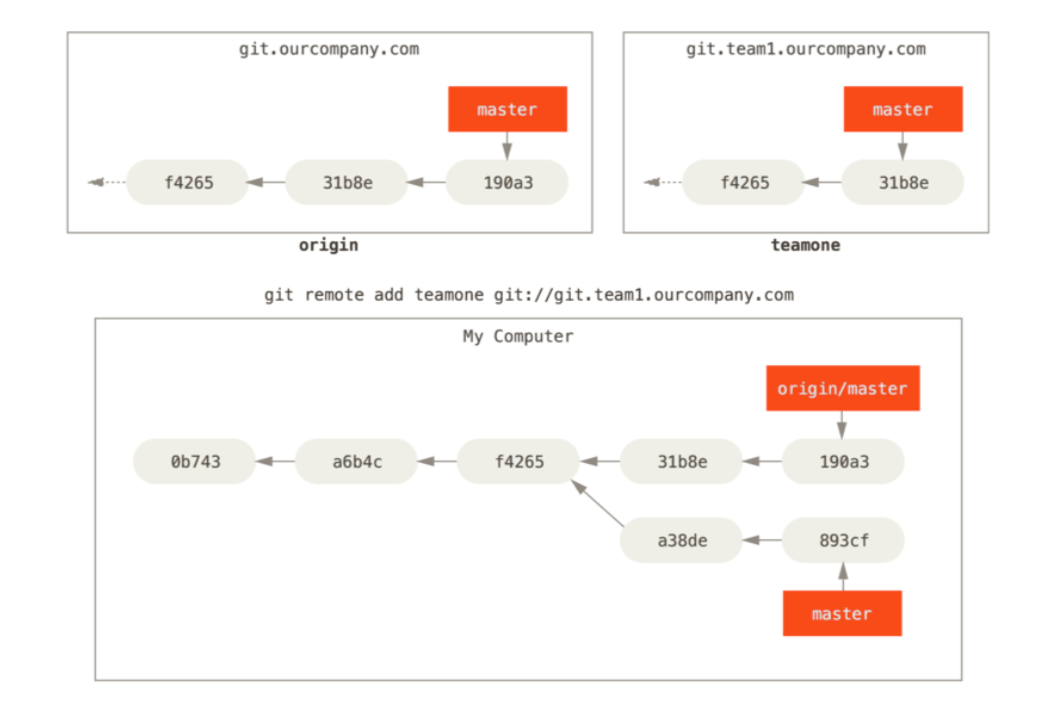 git.ourcompany.com
master
f4265 31b8e 190a3
origin
git.team1.ourcompany.com
master
f4265 31b8e
teamone
git remote add teamone git://git.team1.ourcompany.com
My Computer
origin/master
0b743 a6b4c f4265 31b8e 190a3
a38de 893cf
master